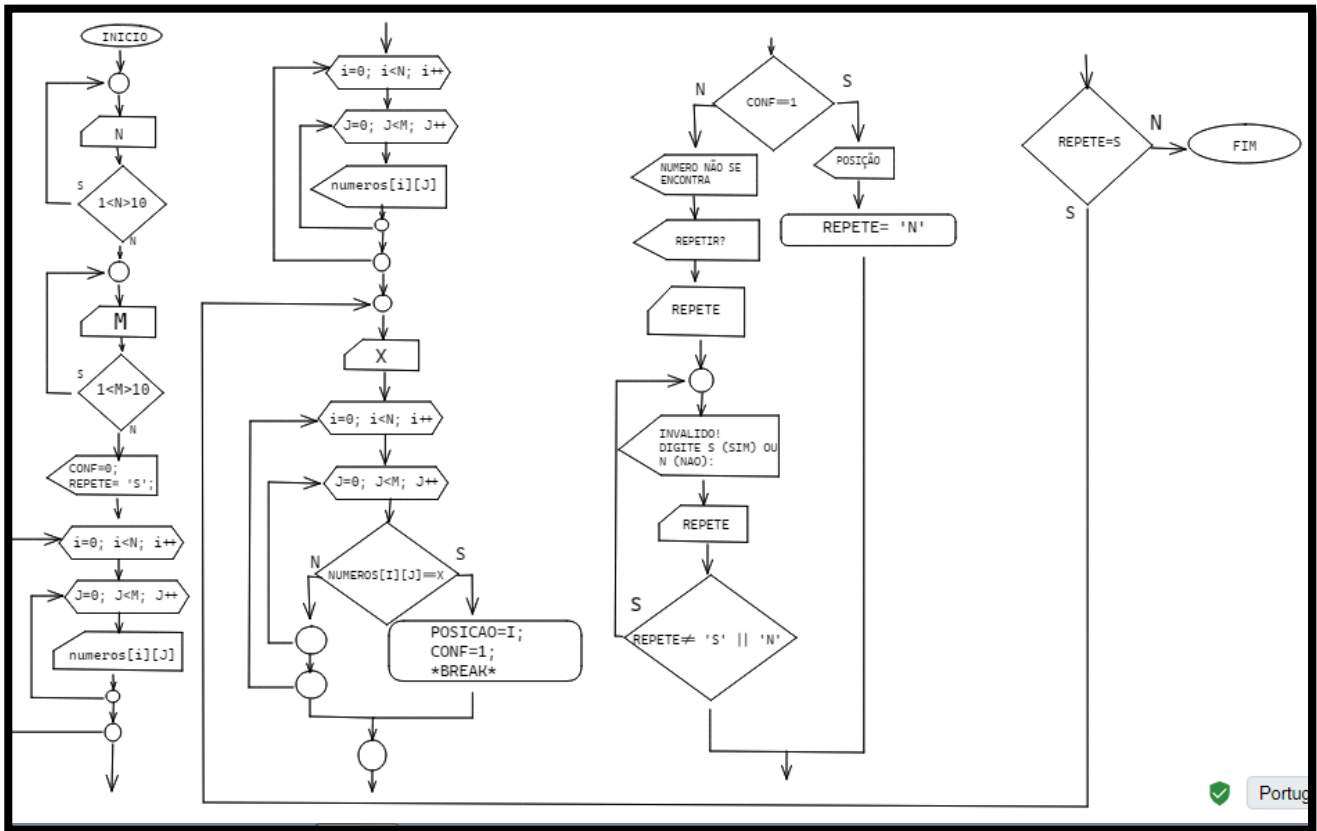 INICIO
N
S
1<N>10
N
M
S
1<M>10
N
CONF=0;
REPETE= 'S';
i=0; i<N; i++
J=0; J<M; J++
numeros[i][J]
i=0; i<N; i++
J=0; J<M; J++
numeros[i][J]
X
i=0; i<N; i++
J=0; J<M; J++
N
S
NUMEROS[I][J]==X
POSICAO=I;
CONF=1;
*BREAK*
N
S
CONF==1
NUMERO NÃO SE
ENCONTRA
POSIÇÃO
REPETIR?
REPETE= 'N'
REPETE
INVALIDO!
DIGITE S (SIM) OU
N (NAO):
REPETE
S
REPETE≠ 'S' || 'N'
REPETE=S
N
FIM
S
Portug